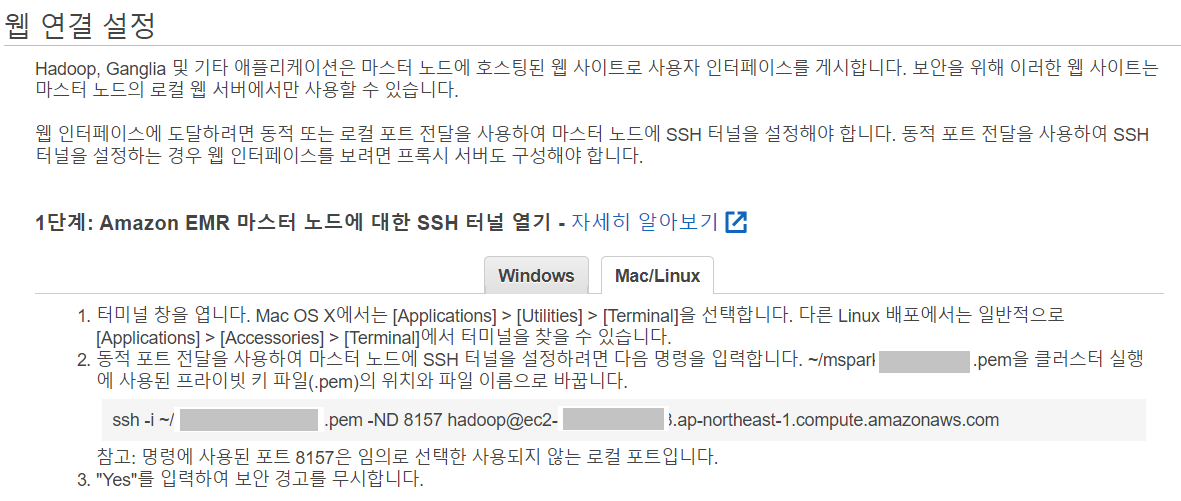 웹 연결 설정
Hadoop, Ganglia 및 기타 애플리케이션은 마스터 노드에 호스팅된 웹 사이트로 사용자 인터페이스를 게시합니다. 보안을 위해 이러한 웹 사이트는
마스터 노드의 로컬 웹 서버에서만 사용할 수 있습니다.
웹 인터페이스에 도달하려면 동적 또는 로컬 포트 전달을 사용하여 마스터 노드에 SSH 터널을 설정해야 합니다. 동적 포트 전달을 사용하여 SSH
터널을 설정하는 경우 웹 인터페이스를 보려면 프록시 서버도 구성해야 합니다.
1단계: Amazon EMR 마스터 노드에 대한 SSH 터널 열기 - 자세히 알아보기
Windows Mac/Linux
1. 터미널 창을 엽니다. Mac OS X에서는 [Applications] > [Utilities] > [Terminal]을 선택합니다. 다른 Linux 배포에서는 일반적으로
[Applications] > [Accessories] > [Terminal]에서 터미널을 찾을 수 있습니다.
2. 동적 포트 전달을 사용하여 마스터 노드에 SSH 터널을 설정하려면 다음 명령을 입력합니다. ~/mspark .pem을 클러스터 실행
에 사용된 프라이빗 키 파일(.pem)의 위치와 파일 이름으로 바꿉니다.
ssh -i ~/ .pem -ND 8157 hadoop@ec2- .ap-northeast-1.compute.amazonaws.com
참고: 명령에 사용된 포트 8157은 임의로 선택한 사용되지 않는 로컬 포트입니다.
3. "Yes"를 입력하여 보안 경고를 무시합니다.